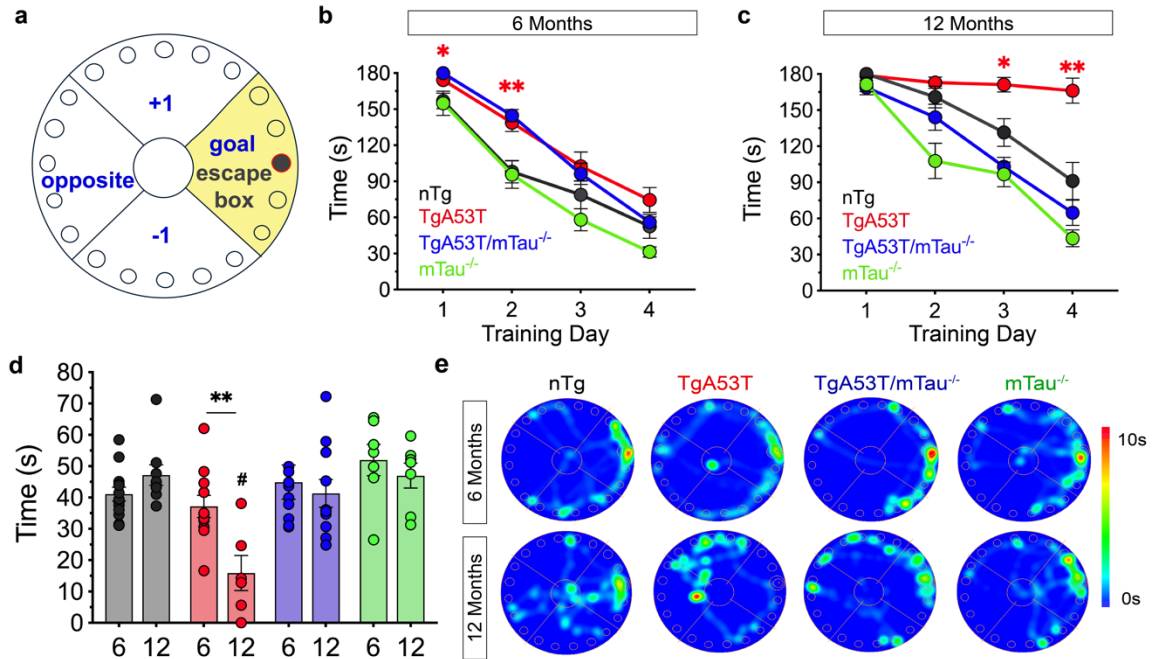 a
+1
goal
escape
box
opposite
-1
b
6 Months
*
**
180
150
120
90
60
30
0
Time (s)
nTg
TgA53T
TgA53T/mTau-/-
mTau-/-
1 2 3 4
Training Day
c
12 Months
*
**
180
150
120
90
60
30
0
Time (s)
nTg
TgA53T
TgA53T/mTau-/-
mTau-/-
1 2 3 4
Training Day
d
80
70
60
50
40
30
20
10
0
Time (s)
**
#
6 12 6 12 6 12 6 12
e
nTg TgA53T TgA53T/mTau-/- mTau-/-
6 Months
12 Months
10s
0s